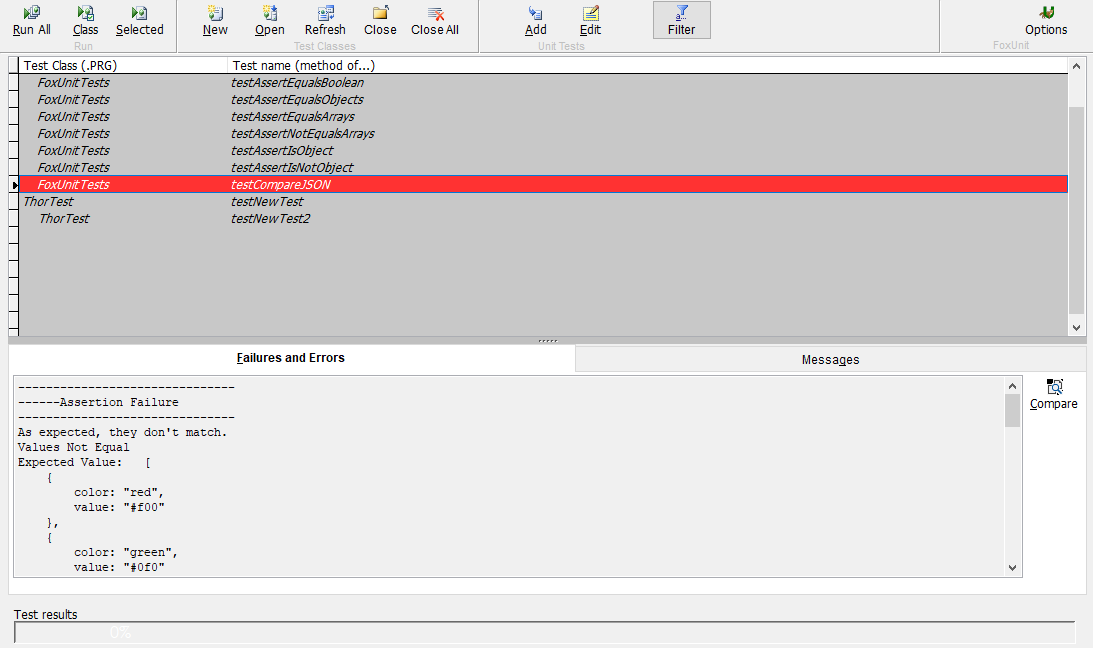 Run All Class Selected New Open Refresh Close Close All Add Edit Filter Options
Run Test Classes Unit Tests FoxUnit
Test Class (.PRG) Test name (method of...)
FoxUnitTests testAssertEqualsBoolean
FoxUnitTests testAssertEqualsObjects
FoxUnitTests testAssertEqualsArrays
FoxUnitTests testAssertNotEqualsArrays
FoxUnitTests testAssertIsObject
FoxUnitTests testAssertIsNotObject
FoxUnitTests testCompareJSON
ThorTest testNewTest
ThorTest testNewTest2
Failures and Errors Messages
-------------------------------
------Assertion Failure
-------------------------------
As expected, they don't match.
Values Not Equal
Expected Value:   [
    {
        color: "red",
        value: "#f00"
    },
    {
        color: "green",
        value: "#0f0"
Compare
Test results
0%